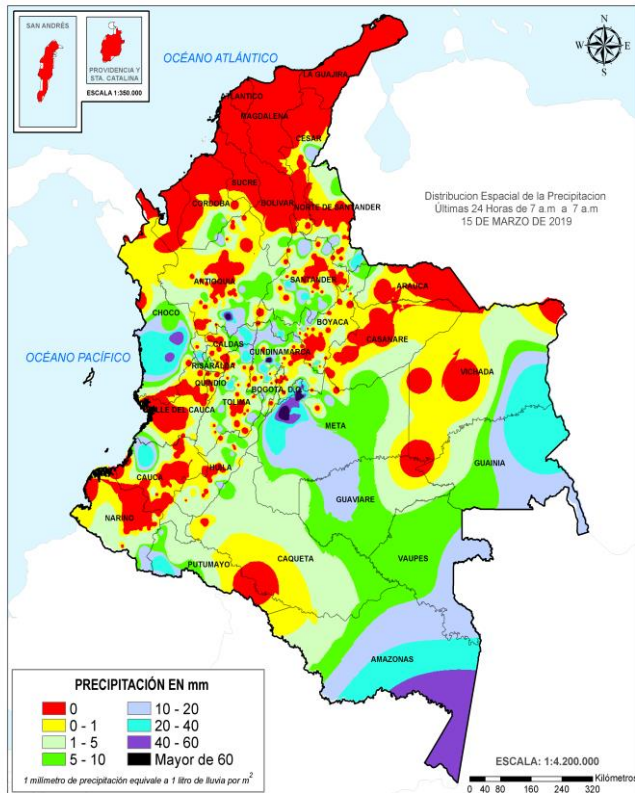 SAN ANDRÉS
PROVIDENCIA Y
STA. CATALINA
ESCALA 1:350.000
OCÉANO ATLÁNTICO
N
W E
S
LA GUAJIRA
ATLANTICO
MAGDALENA
CESAR
SUCRE
CORDOBA
BOLIVAR
NORTE DE SANTANDER
Distribucion Espacial de la Precipitacion
Últimas 24 Horas de 7 a.m a 7 a.m
15 DE MARZO DE 2019
ANTIOQUIA
SANTANDER
ARAUCA
CHOCO
BOYACA
CASANARE
OCÉANO PACÍFICO
CALDAS
CUNDINAMARCA
RISARALDA
VICHADA
QUINDIO
BOGOTA, D.C.
VALLE DEL CAUCA
TOLIMA
META
GUAINIA
CAUCA
HUILA
GUAVIARE
NARIÑO
VAUPES
PUTUMAYO
CAQUETA
AMAZONAS
PRECIPITACIÓN EN mm
0
0 - 1
1 - 5
5 - 10
10 - 20
20 - 40
40 - 60
Mayor de 60
1 milimetro de precipitación equivale a 1 litro de lluvia por m2
ESCALA: 1:4.200.000
Kilómetros
0 40 80 160 240 320